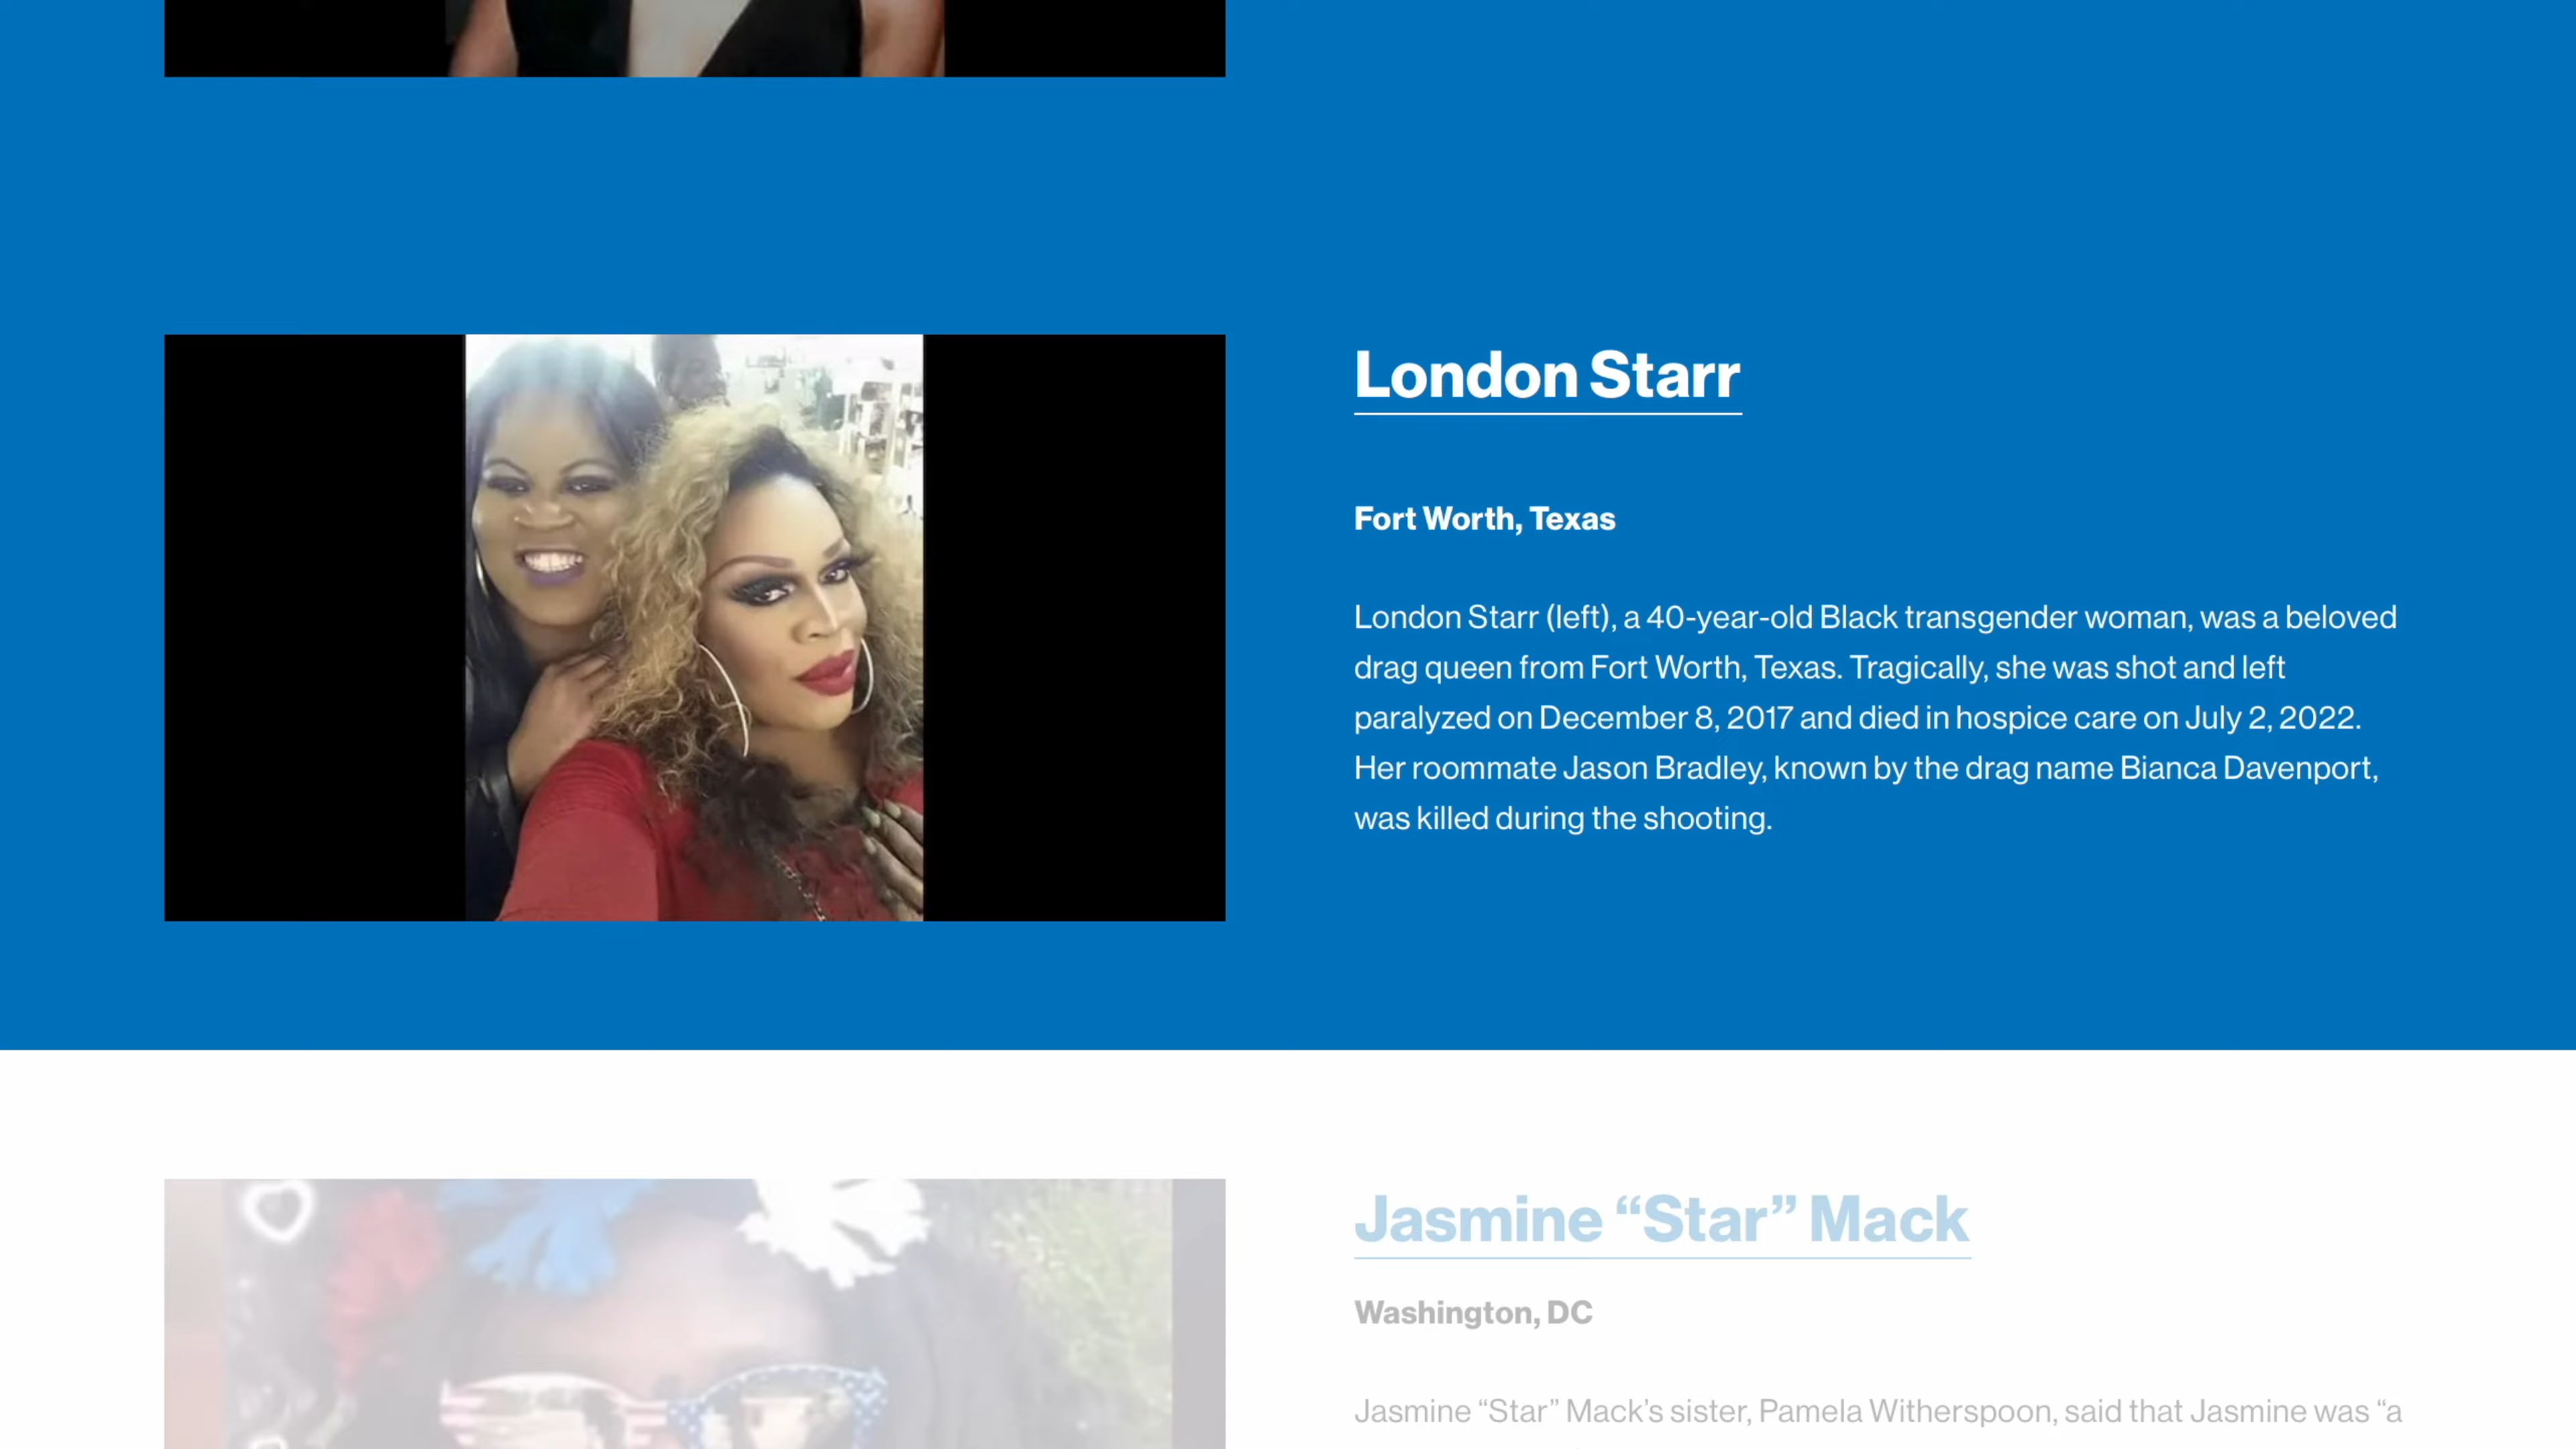 London Starr
Fort Worth, Texas
London Starr (left), a 40-year-old Black transgender woman, was a beloved
drag queen from Fort Worth, Texas. Tragically, she was shot and left
paralyzed on December 8, 2017 and died in hospice care on July 2, 2022.
Her roommate Jason Bradley, known by the drag name Bianca Davenport,
was killed during the shooting.
Jasmine “Star” Mack
Washington, DC
Jasmine “Star” Mack’s sister, Pamela Witherspoon, said that Jasmine was “a